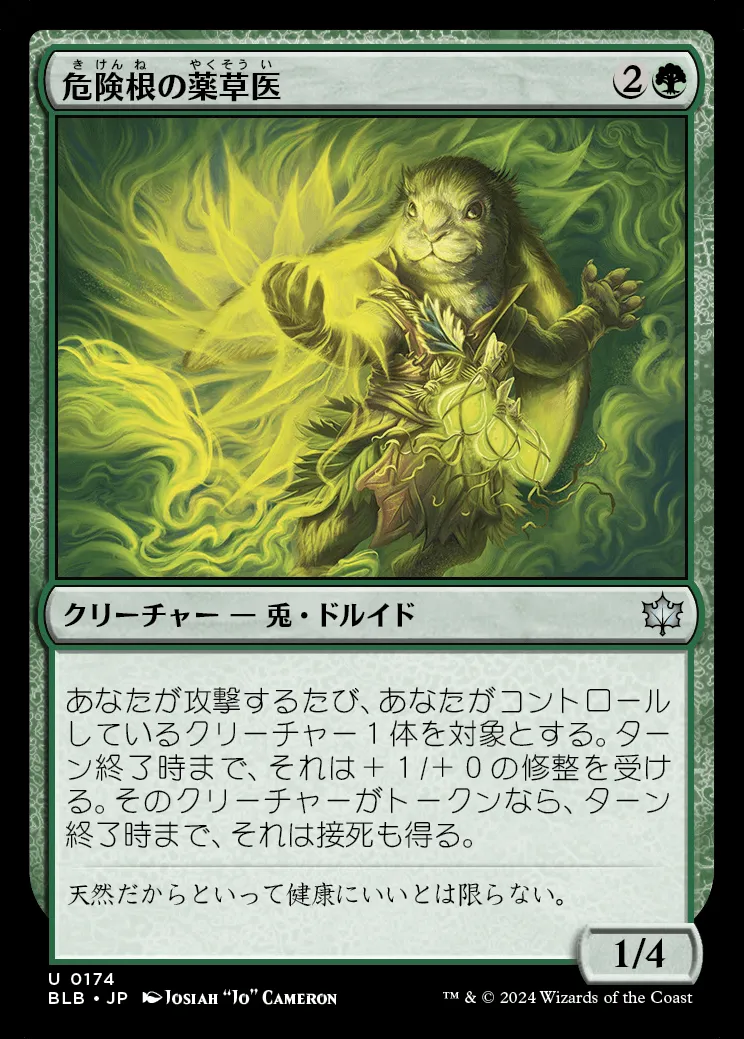 き けん ね やくそう い
危険根の薬草医 2
クリーチャー — 兎・ドルイド
あなたが攻撃するたび、あなたがコントロール
しているクリーチャー１体を対象とする。ター
ン終了時まで、それは＋１/＋０の修整を受け
る。そのクリーチャーがトークンなら、ターン
終了時まで、それは接死も得る。
天然だからといって健康にいいとは限らない。
1/4
U 0174
BLB • JP JOSIAH “JO” CAMERON
™ & © 2024 Wizards of the Coast